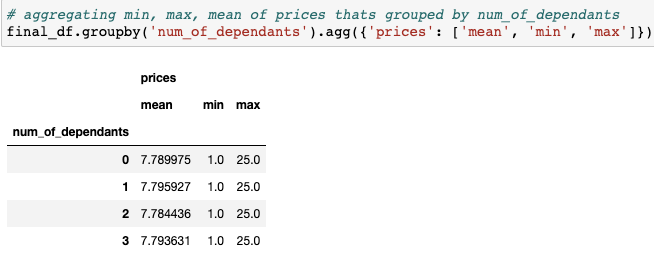 # aggregating min, max, mean of prices thats grouped by num_of_dependants
final_df.groupby('num_of_dependants').agg({'prices': ['mean', 'min', 'max']})
prices
mean min max
num_of_dependants
0 7.789975 1.0 25.0
1 7.795927 1.0 25.0
2 7.784436 1.0 25.0
3 7.793631 1.0 25.0